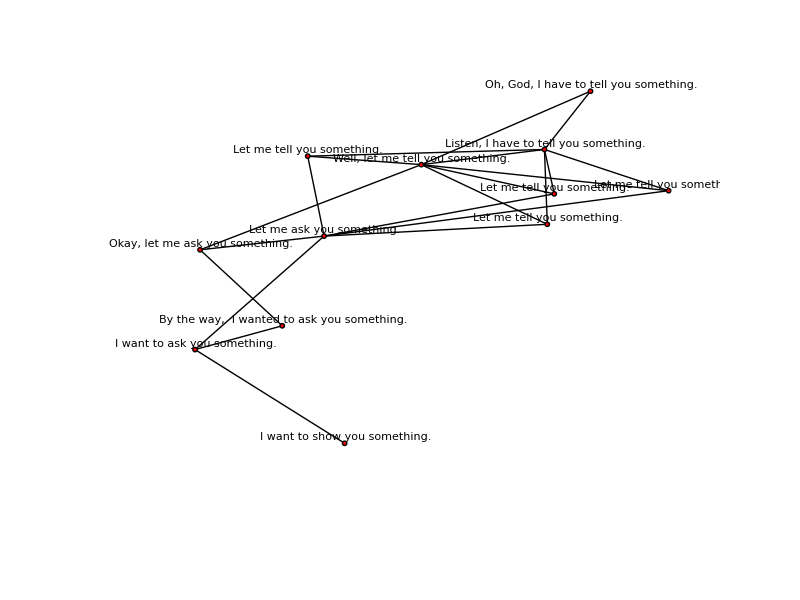 Oh, God, I have to tell you something.
Listen, I have to tell you something.
Let me tell you something.
Well, let me tell you something.
Let me tell you someth
Let me tell you something.
Let me tell you something.
Let me ask you something
Okay, let me ask you something.
By the way, I wanted to ask you something.
I want to ask you something.
I want to show you something.